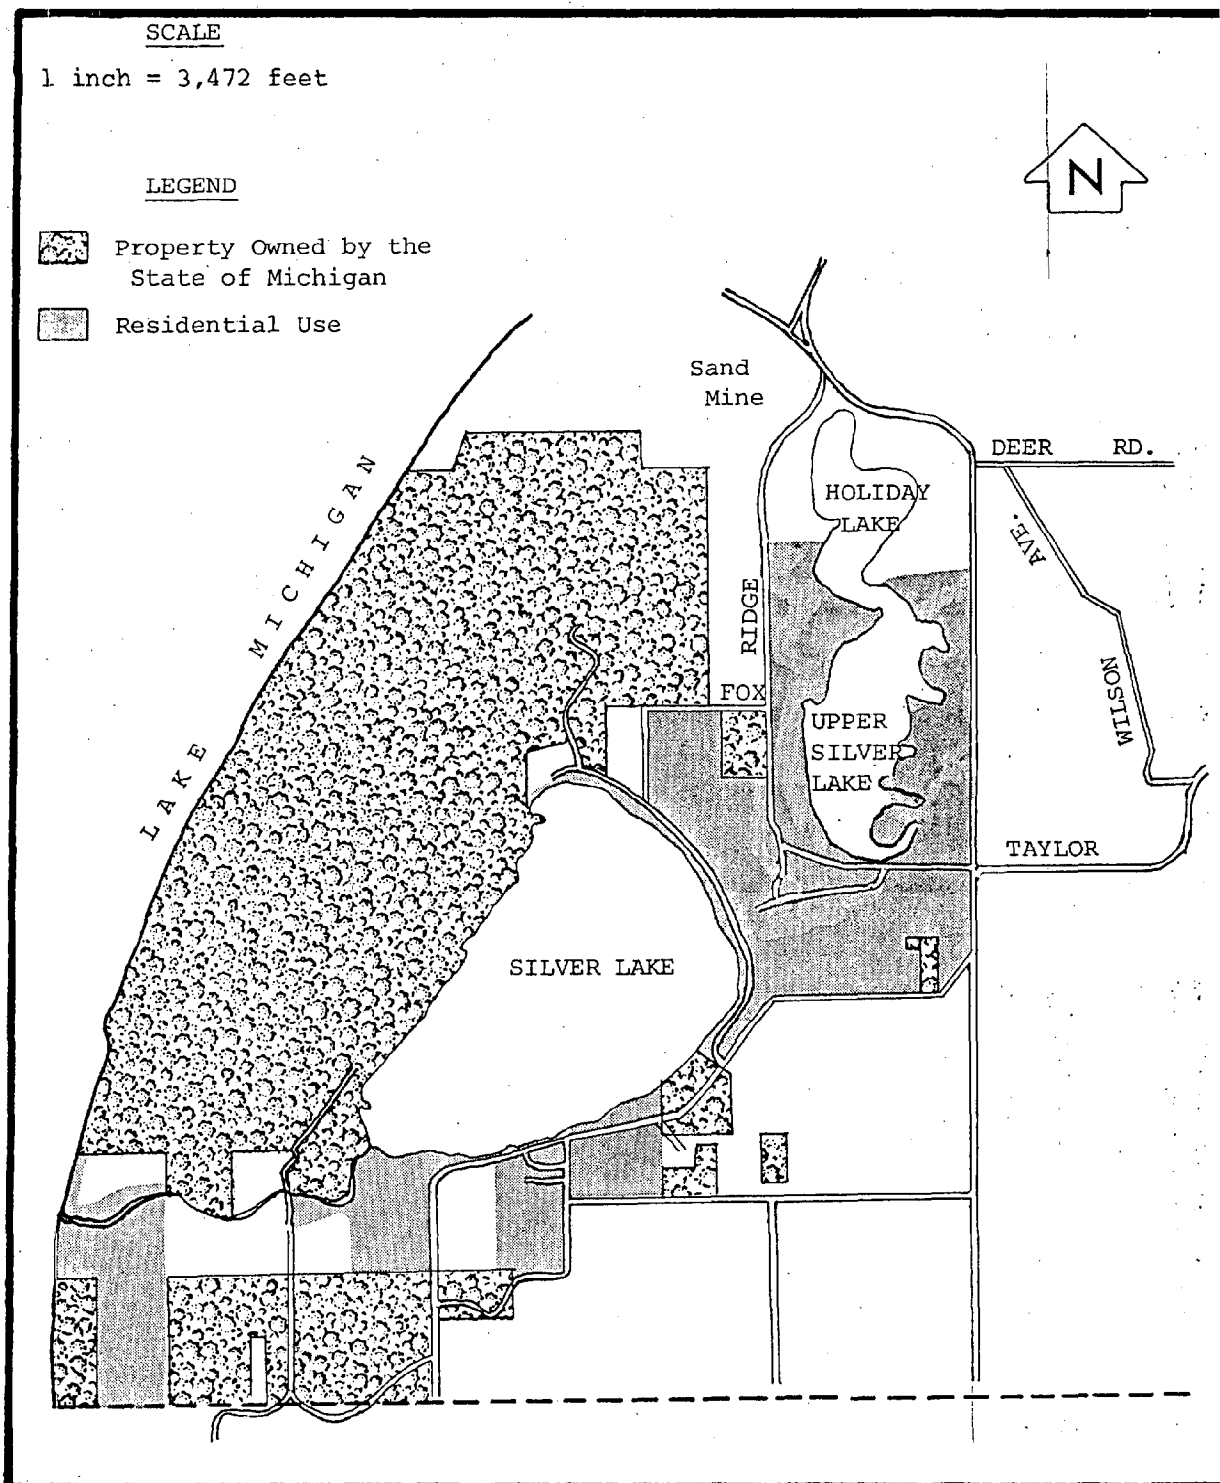 SCALE
1 inch = 3,472 feet
LEGEND
Property Owned by the
State of Michigan
Residential Use
N
Sand
Mine
DEER RD.
HOLIDAY
LAKE
AVE.
WILSON
LAKE MICHIGAN
RIDGE
FOX
UPPER
SILVER
LAKE
TAYLOR
SILVER LAKE